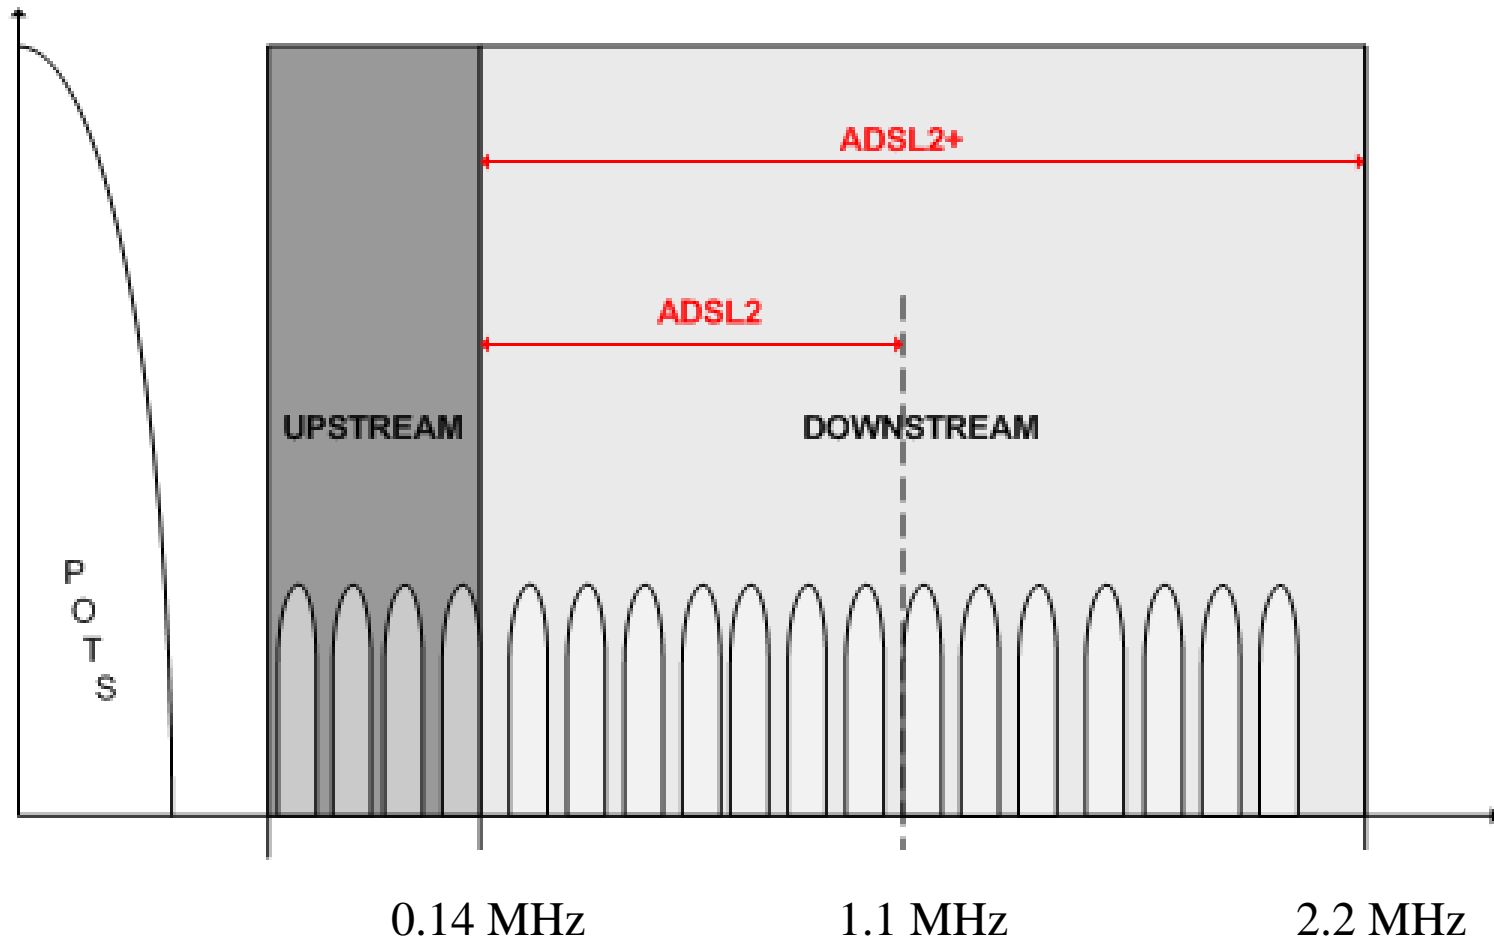 ADSL2+
ADSL2
UPSTREAM
DOWNSTREAM
P
O
T
S
0.14 MHz
1.1 MHz
2.2 MHz